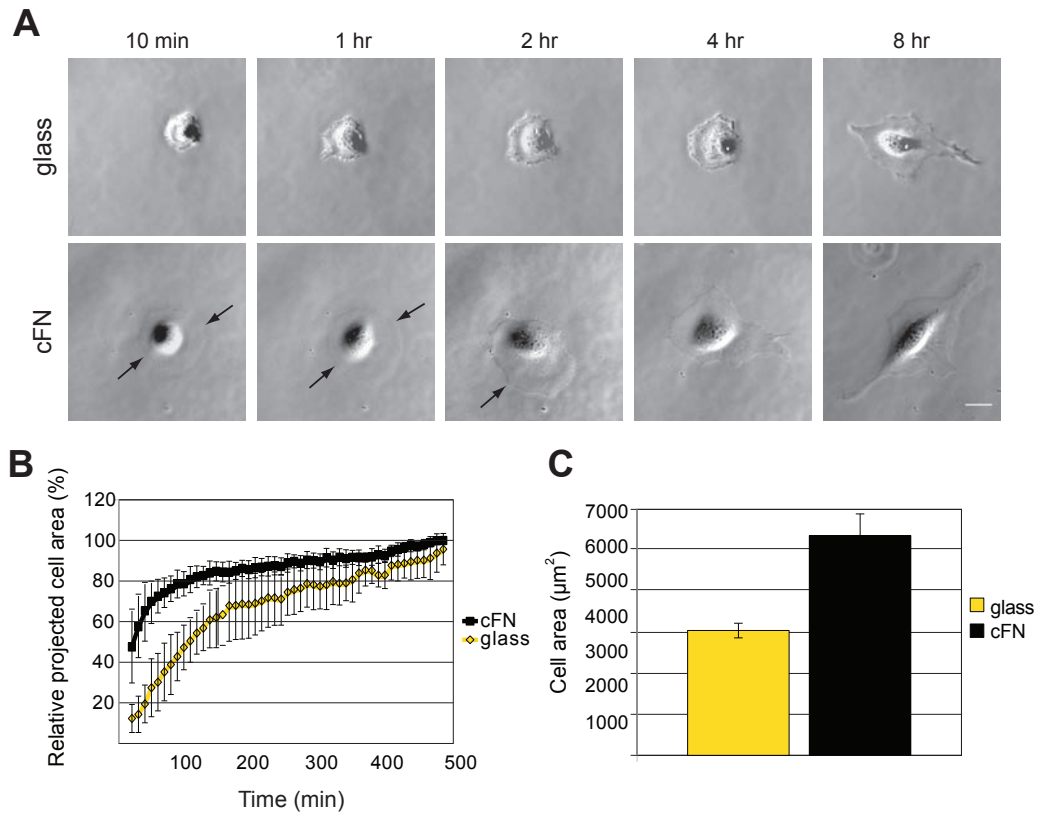 A
10 min 1 hr 2 hr 4 hr 8 hr
glass
cFN
B
Relative projected cell area (%)
120
100
80
60
40
20
100 200 300 400 500
Time (min)
cFN
glass
C
Cell area (µm²)
7000
6000
5000
4000
3000
2000
1000
glass
cFN